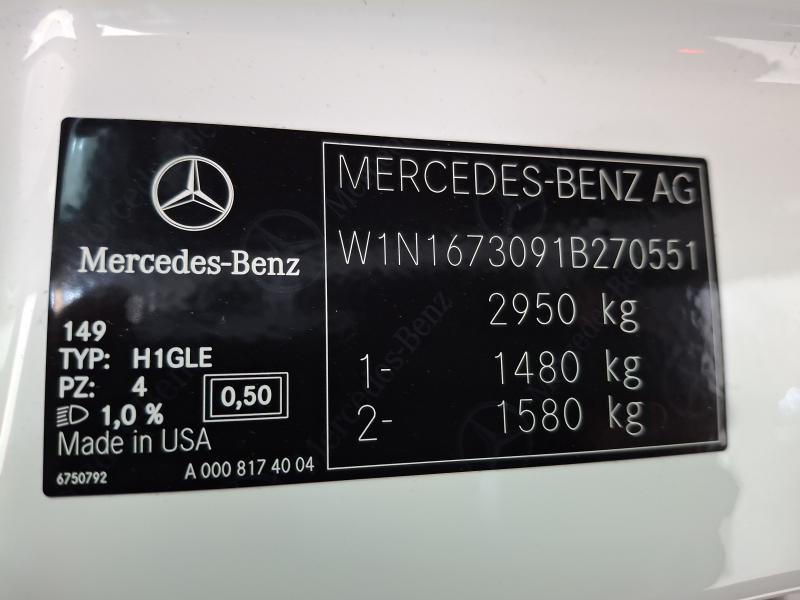 Mercedes-Benz
149
TYP: H1GLE
PZ: 4
1,0 %
0,50
Made in USA
6750792
A 000 817 40 04
MERCEDES-BENZ AG
W1N1673091B270551
2950 kg
1- 1480 kg
2- 1580 kg